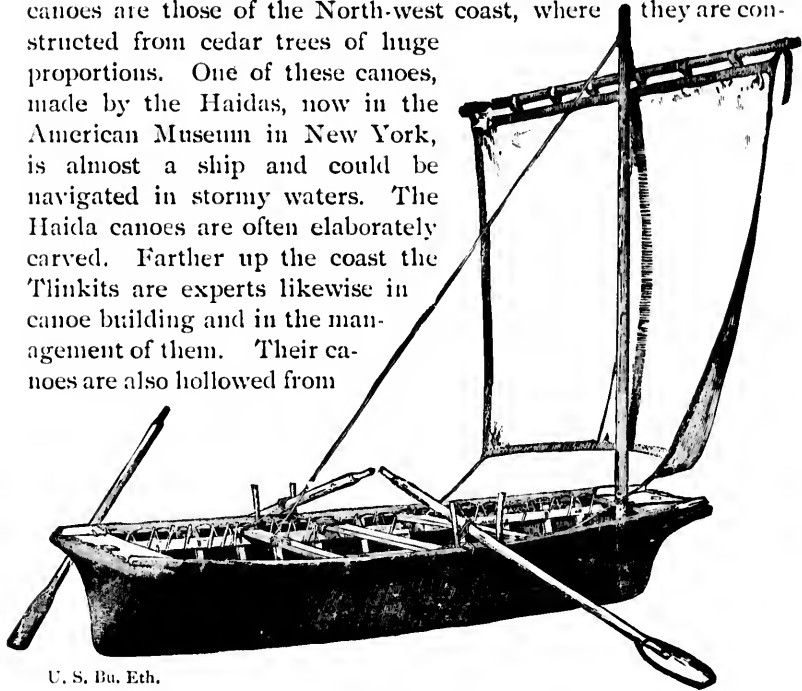 canoes are those of the North-west coast, where they are con-
structed from cedar trees of huge
proportions. One of these canoes,
made by the Haidas, now in the
American Museum in New York,
is almost a ship and could be
navigated in stormy waters. The
Haida canoes are often elaborately
carved. Farther up the coast the
Tlinkits are experts likewise in
canoe building and in the man-
agement of them. Their ca-
noes are also hollowed from
U. S. Bu. Eth.